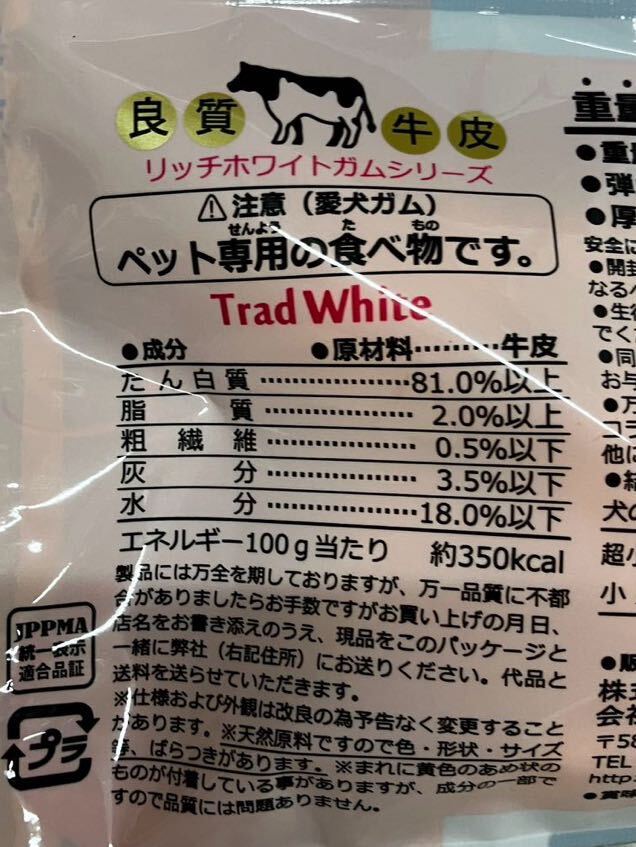 良質 牛皮
リッチホワイトガムシリーズ
⚠注意（愛犬ガム）
せんよう た もの
ペット専用の食べ物です。
Trad White
●成分 ●原材料………牛皮
たん白質………………81.0%以上
脂質………………2.0%以上
粗繊維………………0.5%以下
灰分………………3.5%以下
水分………………18.0%以下
エネルギー100g当たり 約350kcal
製品には万全を期しておりますが、万一品質に不都
合がありましたらお手数ですがお買い上げの月日、
店名をお書き添えのうえ、現品をこのパッケージと
一緒に弊社（右記住所）にお送りください。代品と
送料を送らせていただきます。
※仕様および外観は改良の為予告なく変更すること
があります。※天然原料ですので色・形状・サイズ
等、ばらつきがあります。※まれに黄色のあめ状の
ものが付着している事がありますが、成分の一部で
すので品質には問題ありません。
JPPMA
統一表示
適合品証
プラ
重量
●重
●弾
●厚
安全に
●開封
なるべ
●生後
でく
●同
お与
●万
コラ
他に
●結
犬の
超小
小
●販
株式
会社
〒58
TEL
http:
●賞味